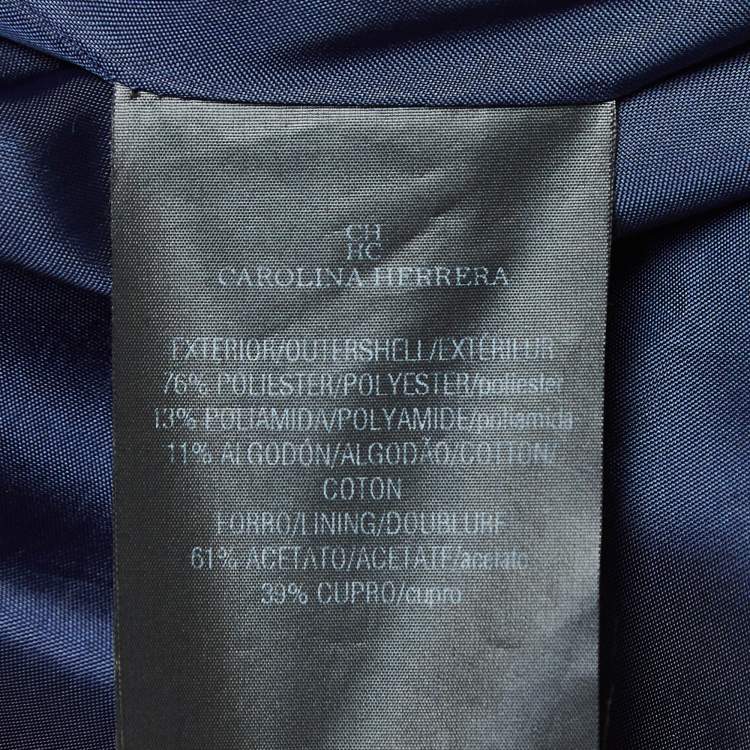 CH
HC
CAROLINA HERRERA
EXTERIOR/OUTERSHELL/EXTÉRIEUR
76% POLIESTER/POLYESTER/poliester
13% POLIAMIDA/POLYAMIDE/poliamida
11% ALGODÓN/ALGODÃO/COTTON/
COTON
FORRO/LINING/DOUBLURE
61% ACETATO/ACETATE/acetato
39% CUPRO/cupro